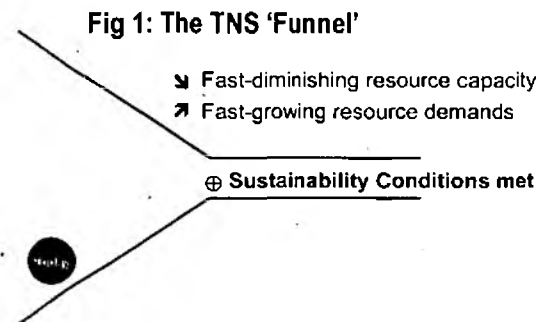 Fig 1: The TNS ‘Funnel’
↘ Fast-diminishing resource capacity
↗ Fast-growing resource demands
⊕ Sustainability Conditions met